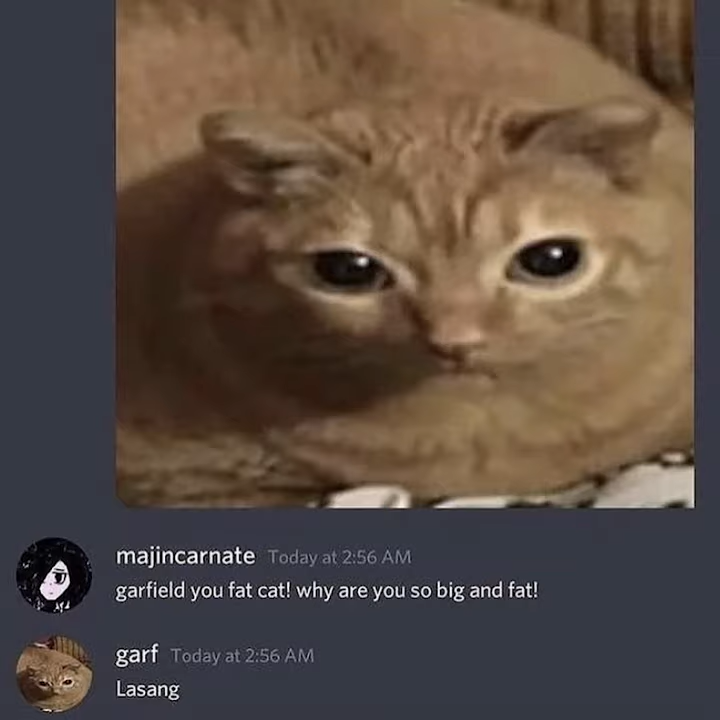 majincarnate Today at 2:56 AM
garfield you fat cat! why are you so big and fat!
garf Today at 2:56 AM
Lasang